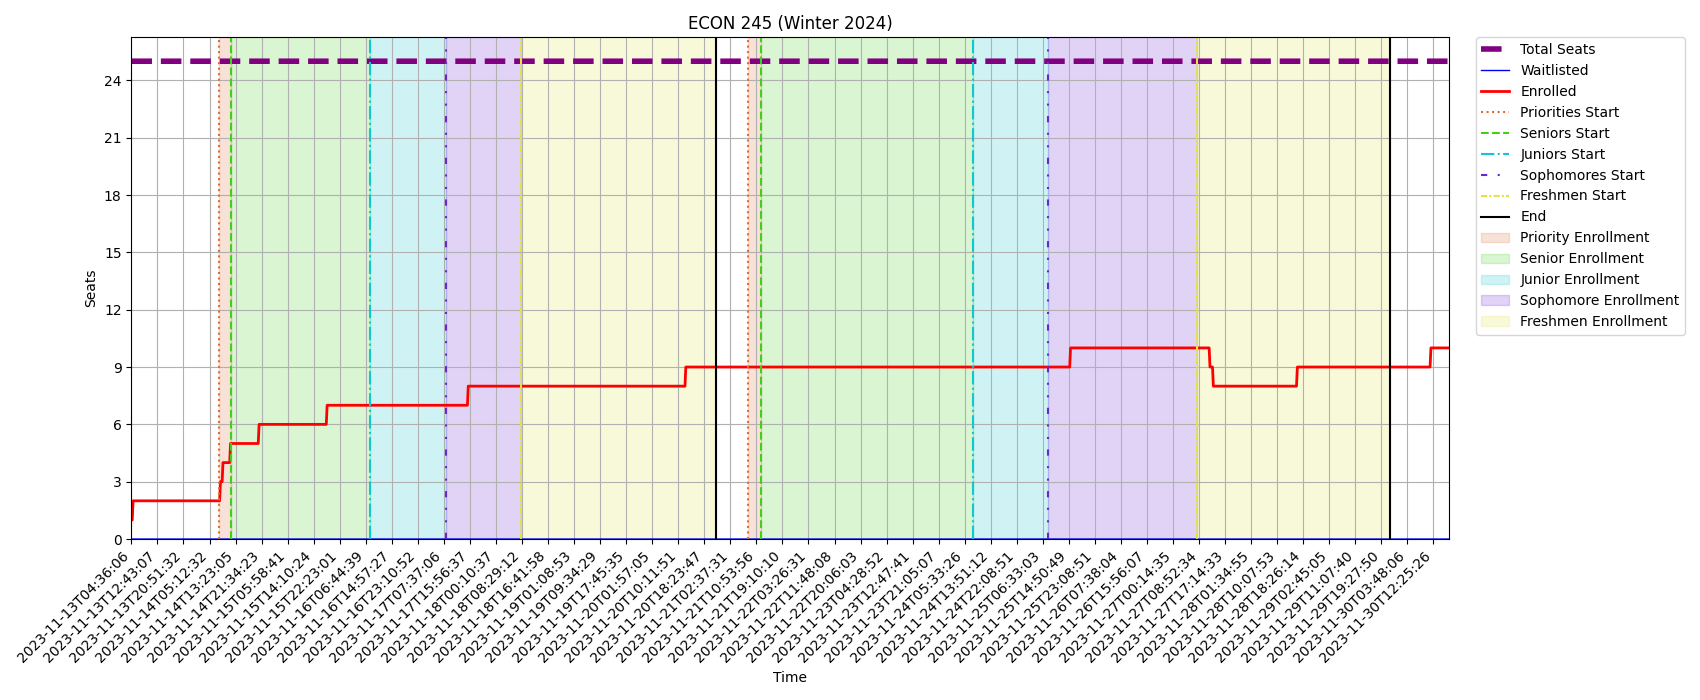 ECON 245 (Winter 2024)
Seats
24
21
18
15
12
9
6
3
0
2023-11-13T04:36:06
2023-11-13T12:43:07
2023-11-13T20:51:32
2023-11-14T05:12:32
2023-11-14T13:23:05
2023-11-14T21:34:23
2023-11-15T05:58:41
2023-11-15T14:10:24
2023-11-15T22:23:01
2023-11-16T06:44:39
2023-11-16T14:57:27
2023-11-16T23:10:52
2023-11-17T07:37:06
2023-11-17T15:56:37
2023-11-18T00:10:37
2023-11-18T08:29:12
2023-11-18T16:41:58
2023-11-19T01:08:53
2023-11-19T09:34:29
2023-11-19T17:45:35
2023-11-20T01:57:05
2023-11-20T10:11:51
2023-11-20T18:23:47
2023-11-21T02:37:31
2023-11-21T10:53:56
2023-11-21T19:10:16
2023-11-22T03:26:31
2023-11-22T11:48:08
2023-11-22T20:06:03
2023-11-23T04:28:52
2023-11-23T12:47:41
2023-11-23T21:05:07
2023-11-24T05:33:26
2023-11-24T13:51:12
2023-11-24T22:08:51
2023-11-25T06:33:03
2023-11-25T14:50:49
2023-11-25T23:08:51
2023-11-26T07:38:04
2023-11-26T15:56:07
2023-11-27T00:14:35
2023-11-27T08:52:34
2023-11-27T17:14:33
2023-11-28T01:34:55
2023-11-28T10:07:53
2023-11-28T18:26:14
2023-11-29T02:45:05
2023-11-29T11:07:40
2023-11-29T19:27:50
2023-11-30T03:48:06
2023-11-30T12:25:26
Time
Total Seats
Waitlisted
Enrolled
Priorities Start
Seniors Start
Juniors Start
Sophomores Start
Freshmen Start
End
Priority Enrollment
Senior Enrollment
Junior Enrollment
Sophomore Enrollment
Freshmen Enrollment